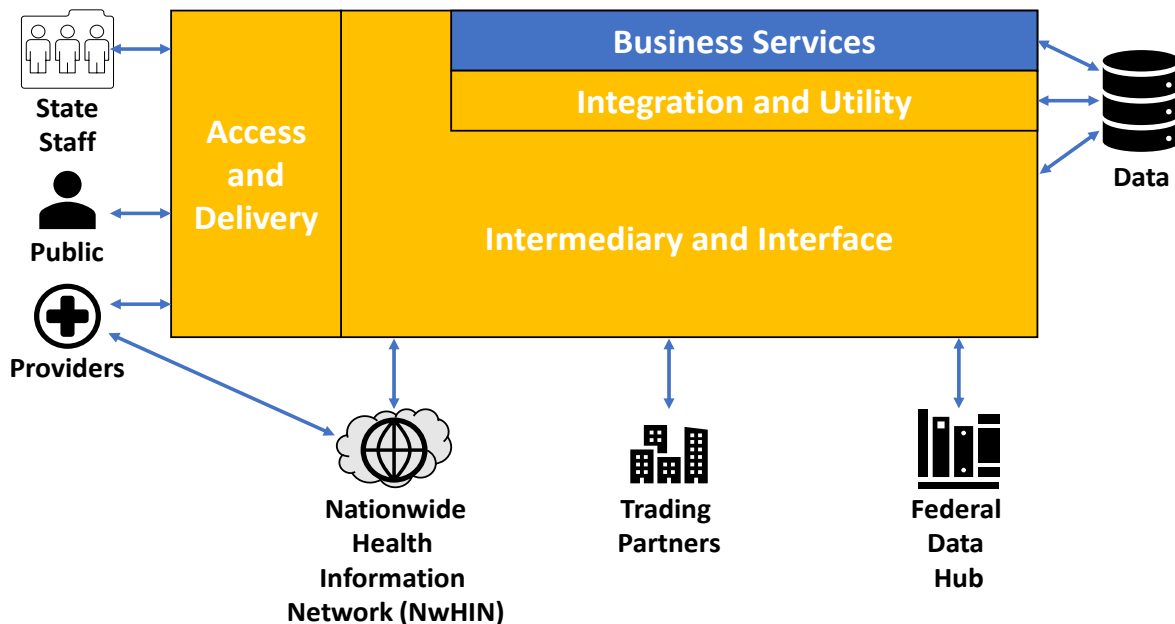 State
Staff
Public
Providers
Access
and
Delivery
Business Services
Integration and Utility
Intermediary and Interface
Data
Nationwide
Health
Information
Network (NwHIN)
Trading
Partners
Federal
Data
Hub